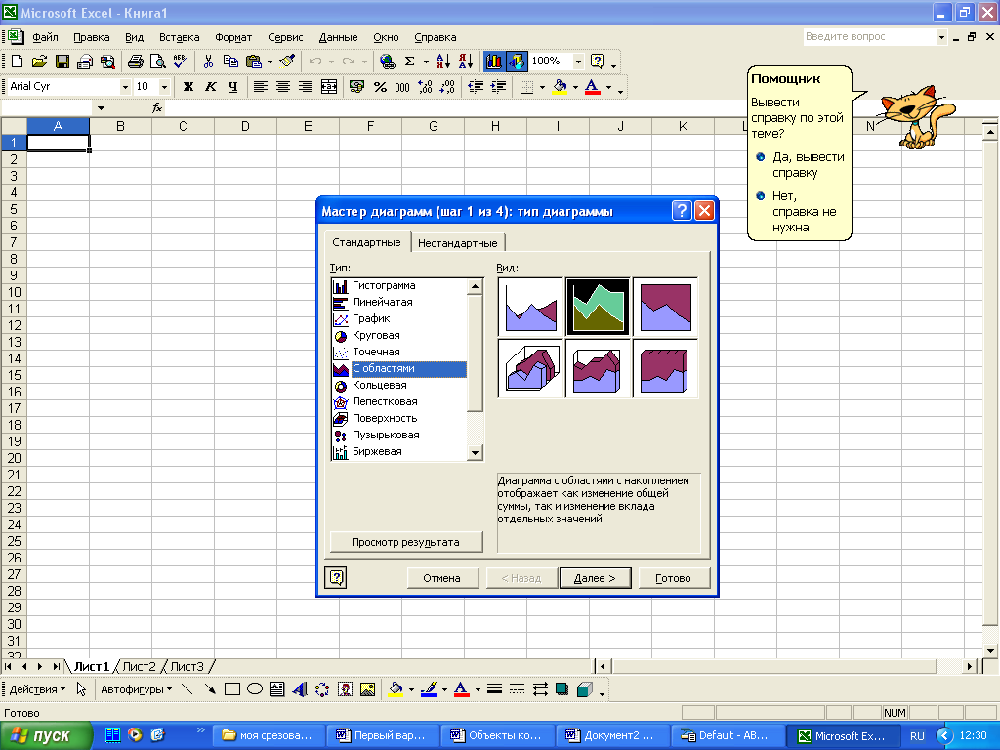 Microsoft Excel - Книга1
Файл Правка Вид Вставка Формат Сервис Данные Окно Справка
Введите вопрос
100%
Arial Cyr 10 Ж К Ч % 000
fx
A B C D E F G H I J K L N
1
2
3
4
5
6
7
8
9
10
11
12
13
14
15
16
17
18
19
20
21
22
23
24
25
26
27
28
29
30
31
32
Помощник
Вывести
справку по этой
теме?
Да, вывести
справку
Нет,
справка не
нужна
Мастер диаграмм (шаг 1 из 4): тип диаграммы
Стандартные Нестандартные
Тип:
Гистограмма
Линейчатая
График
Круговая
Точечная
С областями
Кольцевая
Лепестковая
Поверхность
Пузырьковая
Биржевая
Вид:
Диаграмма с областями с накоплением
отображает как изменение общей
суммы, так и изменение вклада
отдельных значений.
Просмотр результата
Отмена < Назад Далее > Готово
Лист1 Лист2 Лист3
Действия Автофигуры
Готово NUM
пуск
моя срезова... Первый вар... Объекты ко... Документ2 ... Default - AB... Microsoft Ex... RU 12:30